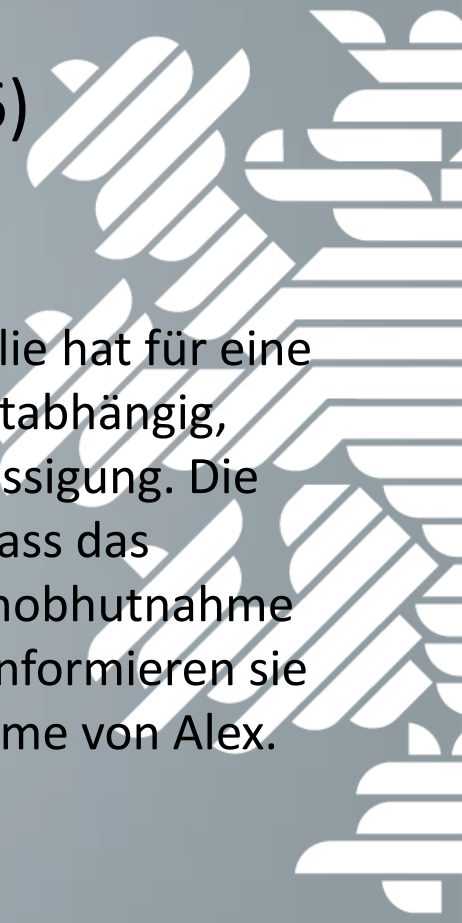 5)
lie hat für eine
tabhängig,
ssigung. Die
ass das
nobhutnahme
nformieren sie
me von Alex.